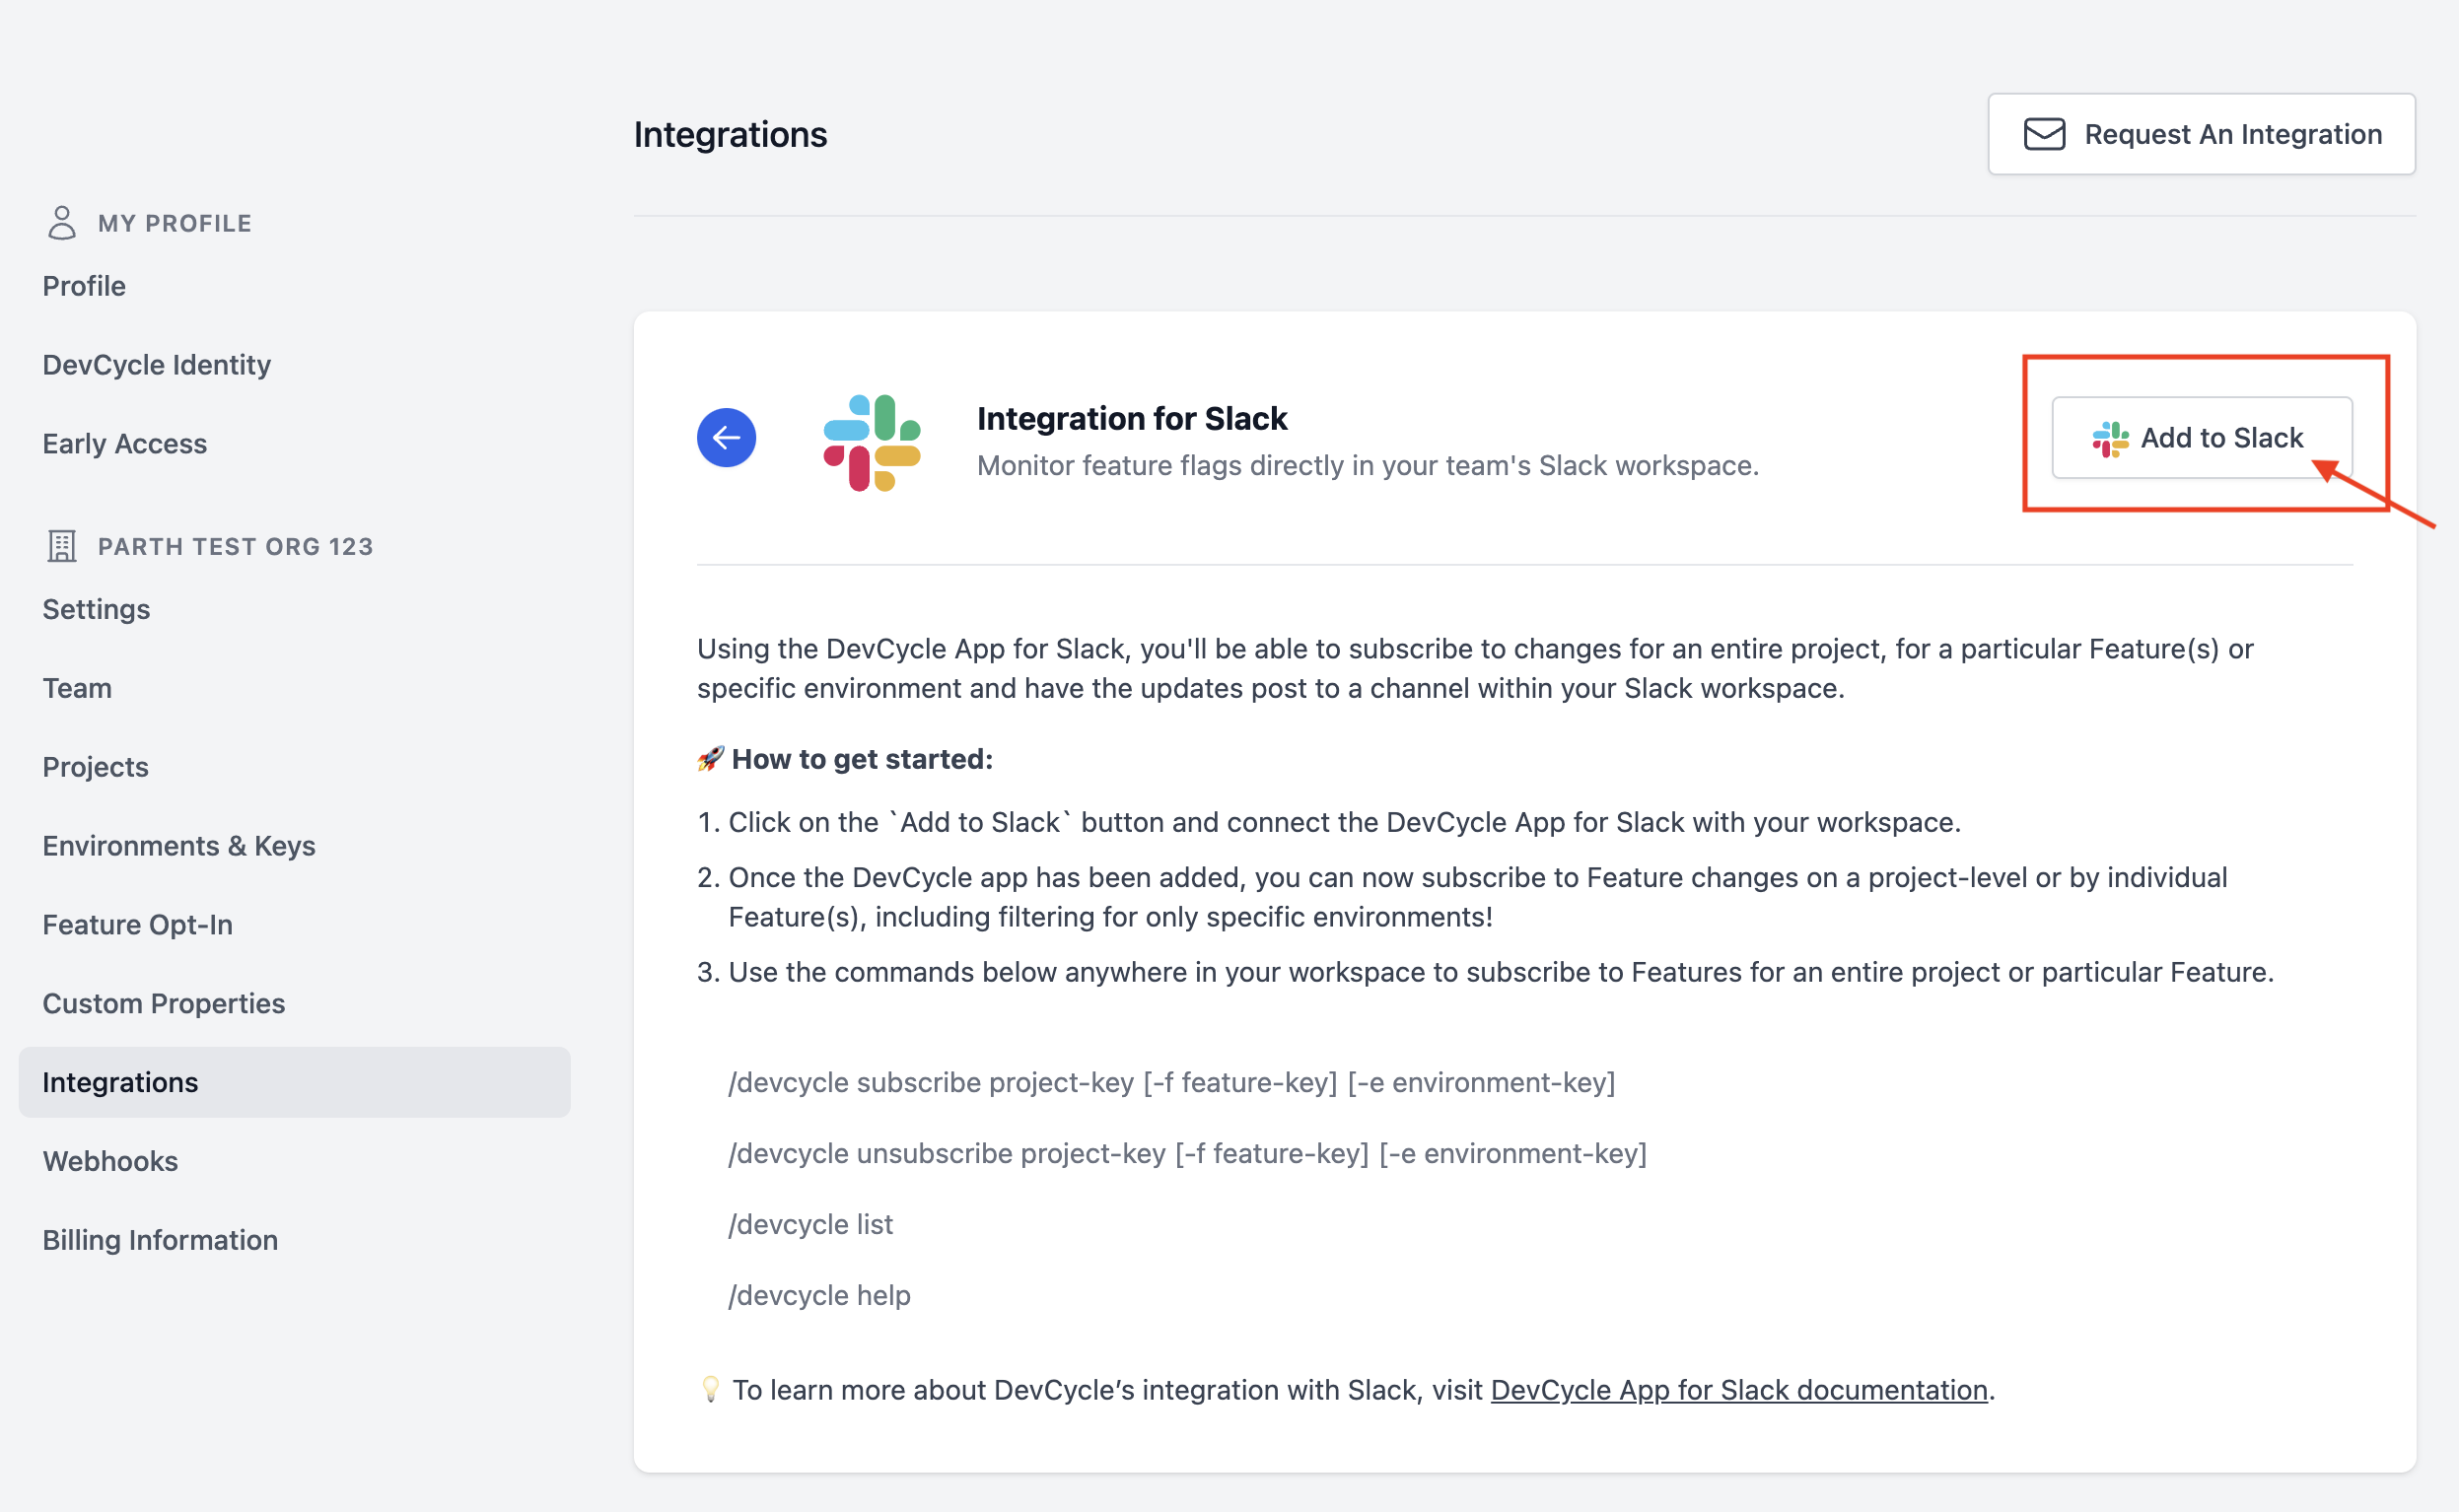 Integrations
Request An Integration
MY PROFILE
Profile
DevCycle Identity
Early Access
PARTH TEST ORG 123
Settings
Team
Projects
Environments & Keys
Feature Opt-In
Custom Properties
Integrations
Webhooks
Billing Information
Integration for Slack
Monitor feature flags directly in your team's Slack workspace.
Add to Slack
Using the DevCycle App for Slack, you'll be able to subscribe to changes for an entire project, for a particular Feature(s) or
specific environment and have the updates post to a channel within your Slack workspace.
🚀 How to get started:
1. Click on the `Add to Slack` button and connect the DevCycle App for Slack with your workspace.
2. Once the DevCycle app has been added, you can now subscribe to Feature changes on a project-level or by individual
Feature(s), including filtering for only specific environments!
3. Use the commands below anywhere in your workspace to subscribe to Features for an entire project or particular Feature.
/devcycle subscribe project-key [-f feature-key] [-e environment-key]
/devcycle unsubscribe project-key [-f feature-key] [-e environment-key]
/devcycle list
/devcycle help
💡 To learn more about DevCycle’s integration with Slack, visit DevCycle App for Slack documentation.